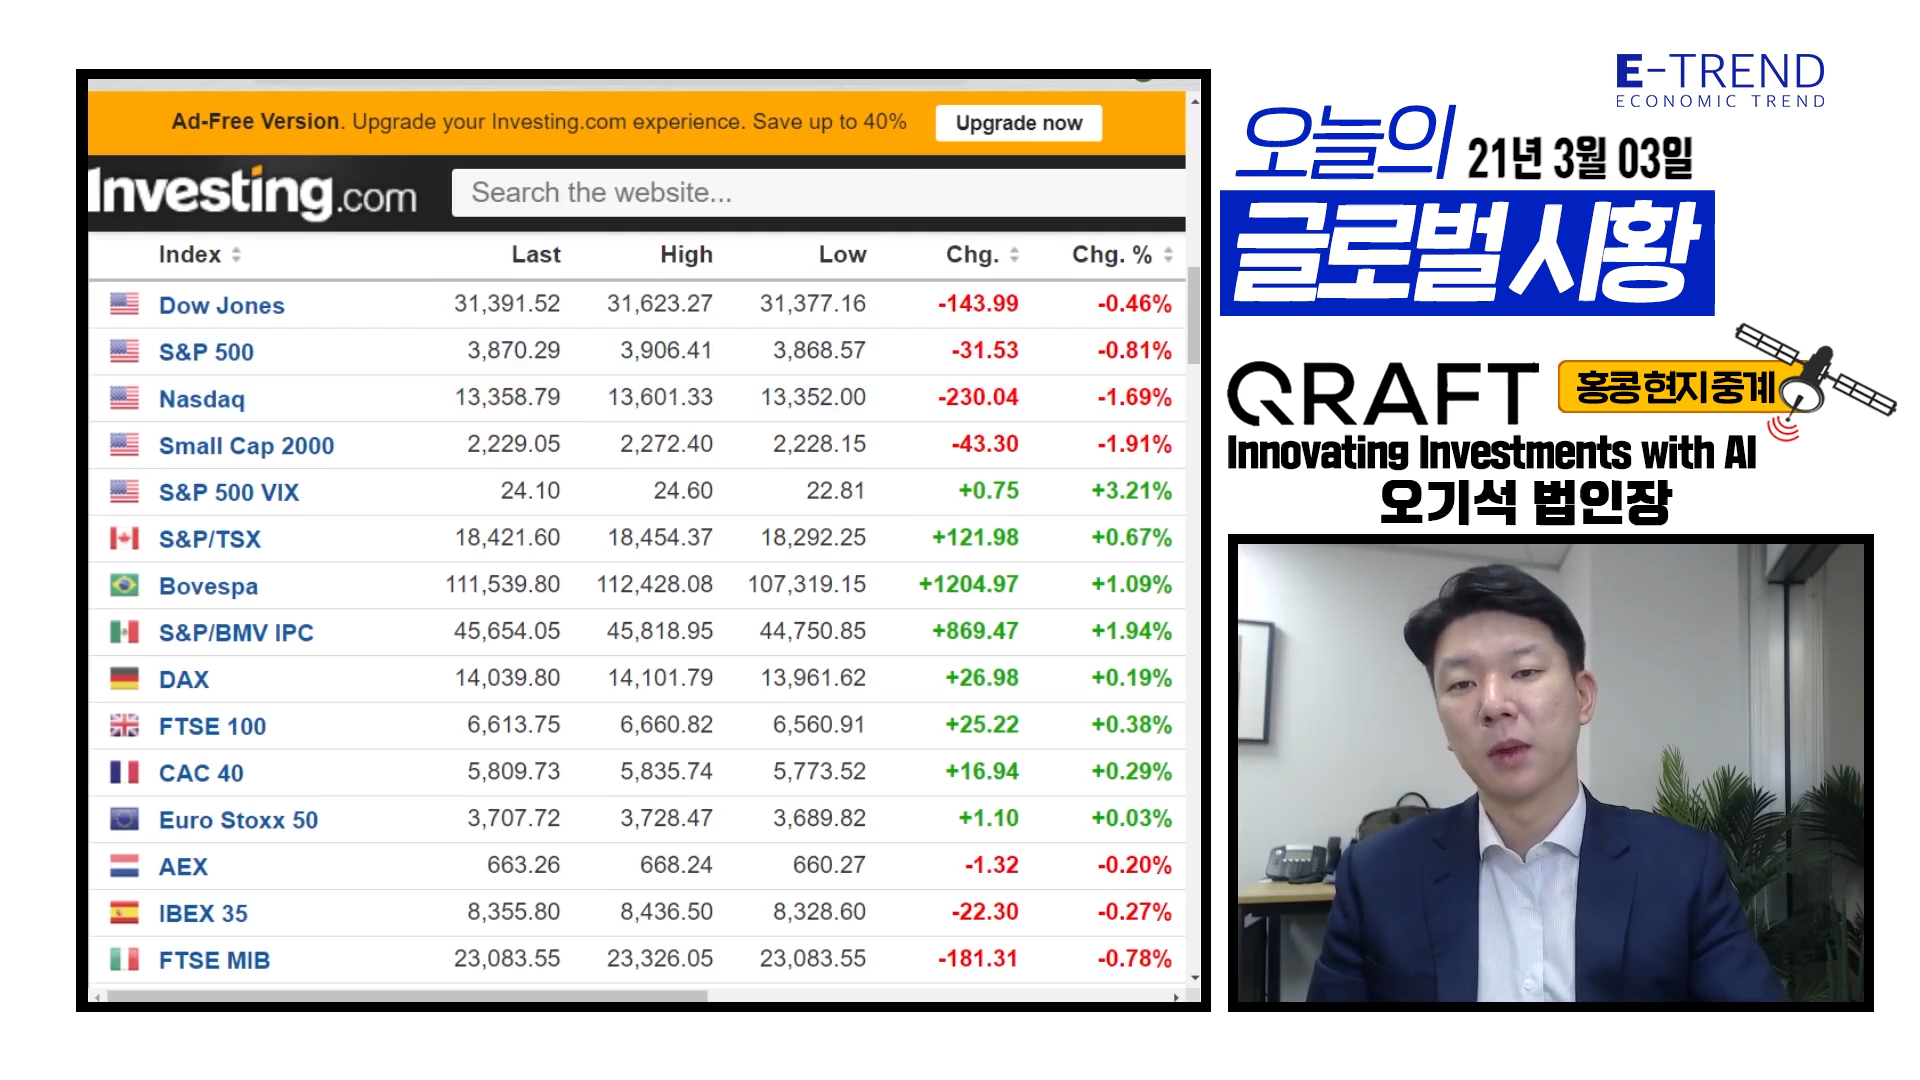 Ad-Free Version. Upgrade your Investing.com experience. Save up to 40% Upgrade now
Investing.com Search the website...
Index Last High Low Chg. Chg. %
Dow Jones 31,391.52 31,623.27 31,377.16 -143.99 -0.46%
S&P 500 3,870.29 3,906.41 3,868.57 -31.53 -0.81%
Nasdaq 13,358.79 13,601.33 13,352.00 -230.04 -1.69%
Small Cap 2000 2,229.05 2,272.40 2,228.15 -43.30 -1.91%
S&P 500 VIX 24.10 24.60 22.81 +0.75 +3.21%
S&P/TSX 18,421.60 18,454.37 18,292.25 +121.98 +0.67%
Bovespa 111,539.80 112,428.08 107,319.15 +1204.97 +1.09%
S&P/BMV IPC 45,654.05 45,818.95 44,750.85 +869.47 +1.94%
DAX 14,039.80 14,101.79 13,961.62 +26.98 +0.19%
FTSE 100 6,613.75 6,660.82 6,560.91 +25.22 +0.38%
CAC 40 5,809.73 5,835.74 5,773.52 +16.94 +0.29%
Euro Stoxx 50 3,707.72 3,728.47 3,689.82 +1.10 +0.03%
AEX 663.26 668.24 660.27 -1.32 -0.20%
IBEX 35 8,355.80 8,436.50 8,328.60 -22.30 -0.27%
FTSE MIB 23,083.55 23,326.05 23,083.55 -181.31 -0.78%
E-TREND
ECONOMIC TREND
오늘의 21년 3월 03일
글로벌 시황
QRAFT 홍콩 현지 중계
Innovating Investments with AI
오기석 법인장